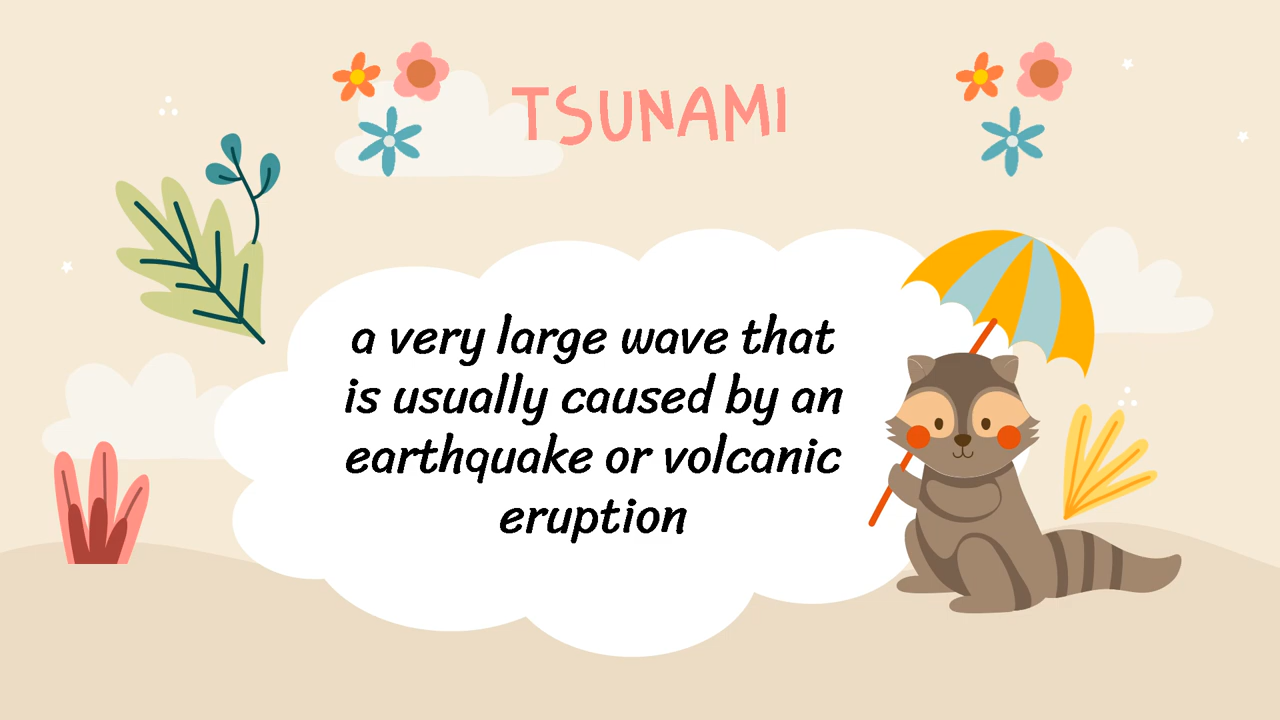 TSUNAMI
a very large wave that
is usually caused by an
earthquake or volcanic
eruption